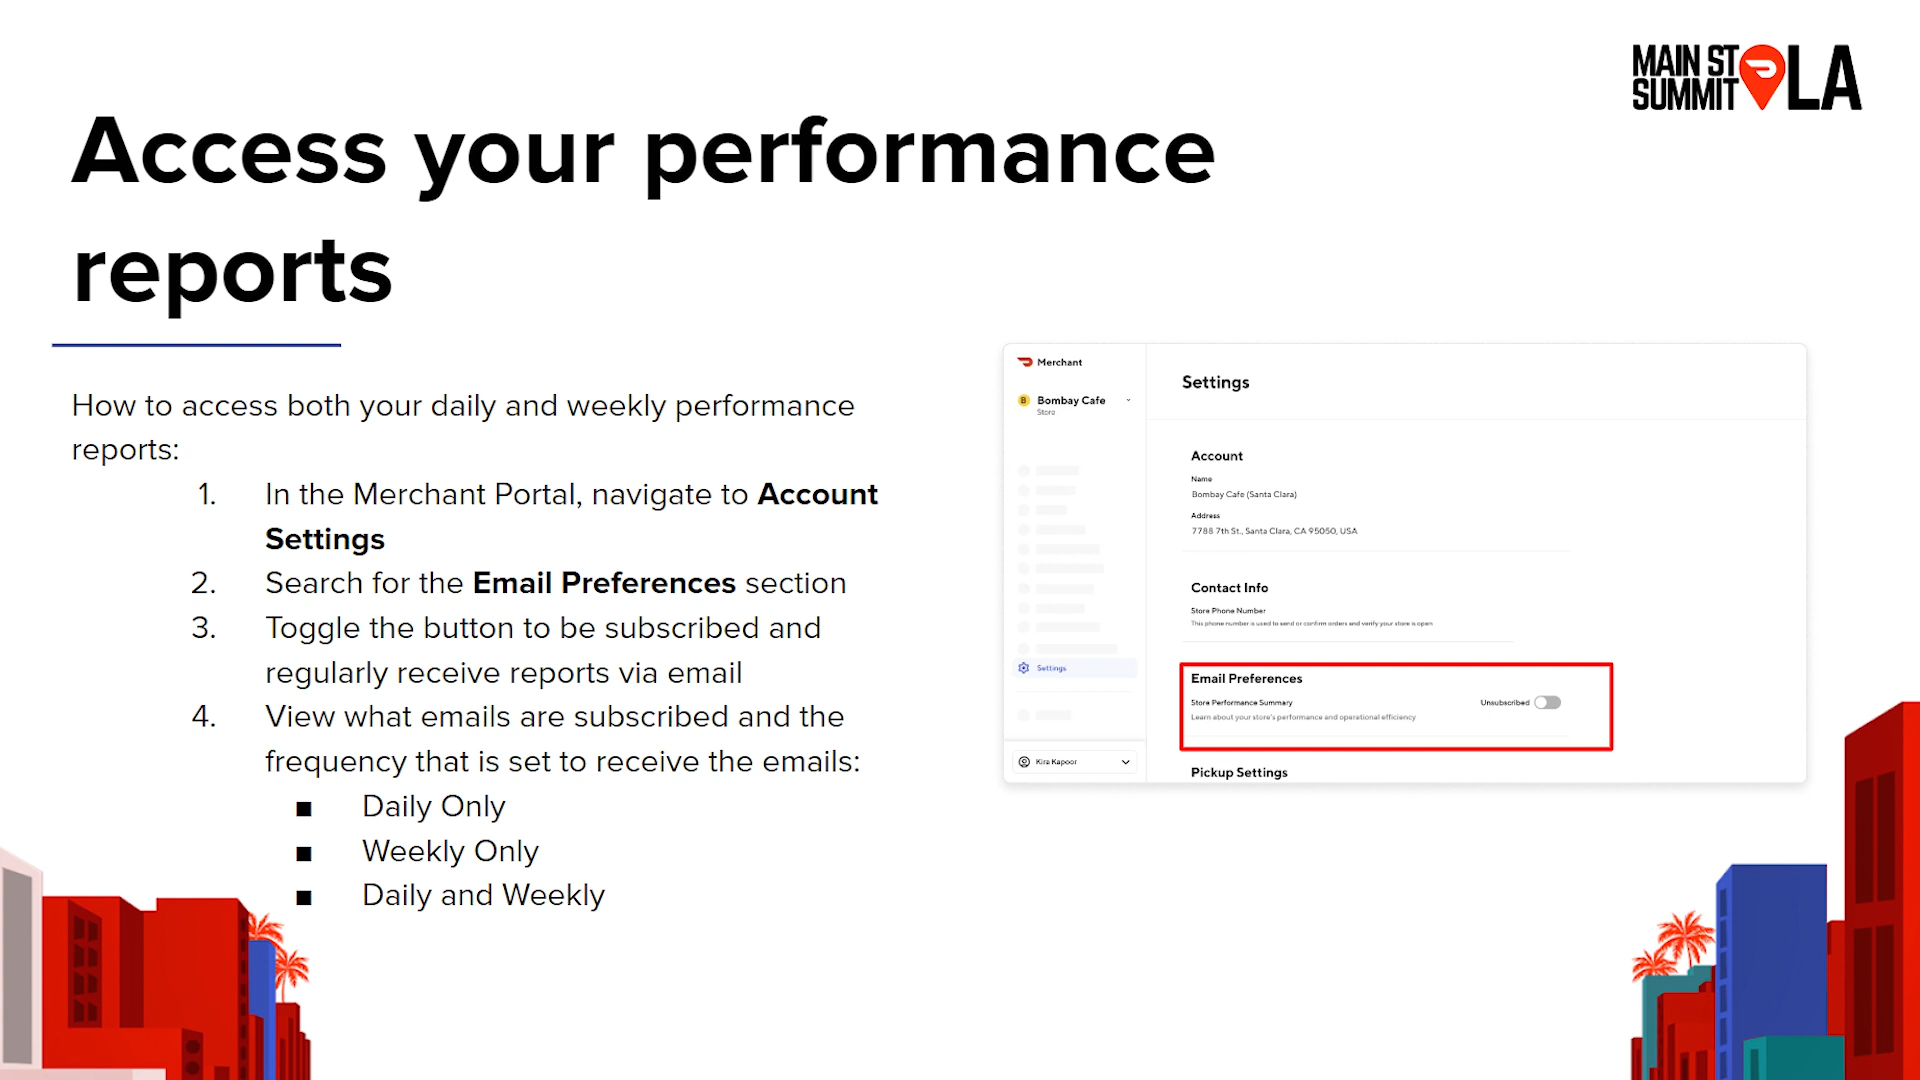 MAIN ST
SUMMIT
LA
Access your performance
reports
How to access both your daily and weekly performance
reports:
1. In the Merchant Portal, navigate to Account
Settings
2. Search for the Email Preferences section
3. Toggle the button to be subscribed and
regularly receive reports via email
4. View what emails are subscribed and the
frequency that is set to receive the emails:
■ Daily Only
■ Weekly Only
■ Daily and Weekly
Merchant
B Bombay Cafe
Store
Settings
Kira Kapoor
Settings
Account
Name
Bombay Cafe (Santa Clara)
Address
7788 7th St., Santa Clara, CA 95050, USA
Contact Info
Store Phone Number
This phone number is used to send or confirm orders and verify your store is open
Email Preferences
Store Performance Summary
Unsubscribed
Learn about your store's performance and operational efficiency
Pickup Settings